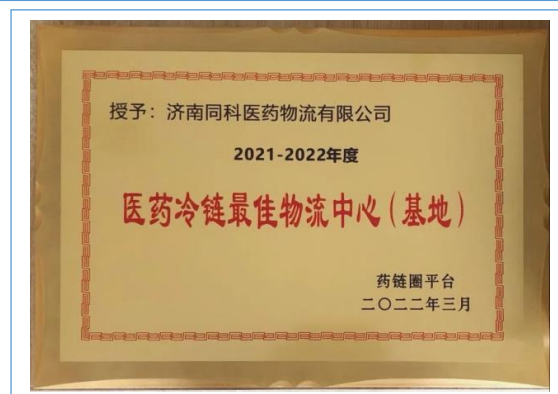 授予：济南同科医药物流有限公司
2021-2022年度
医药冷链最佳物流中心（基地）
药链圈平台
二〇二二年三月